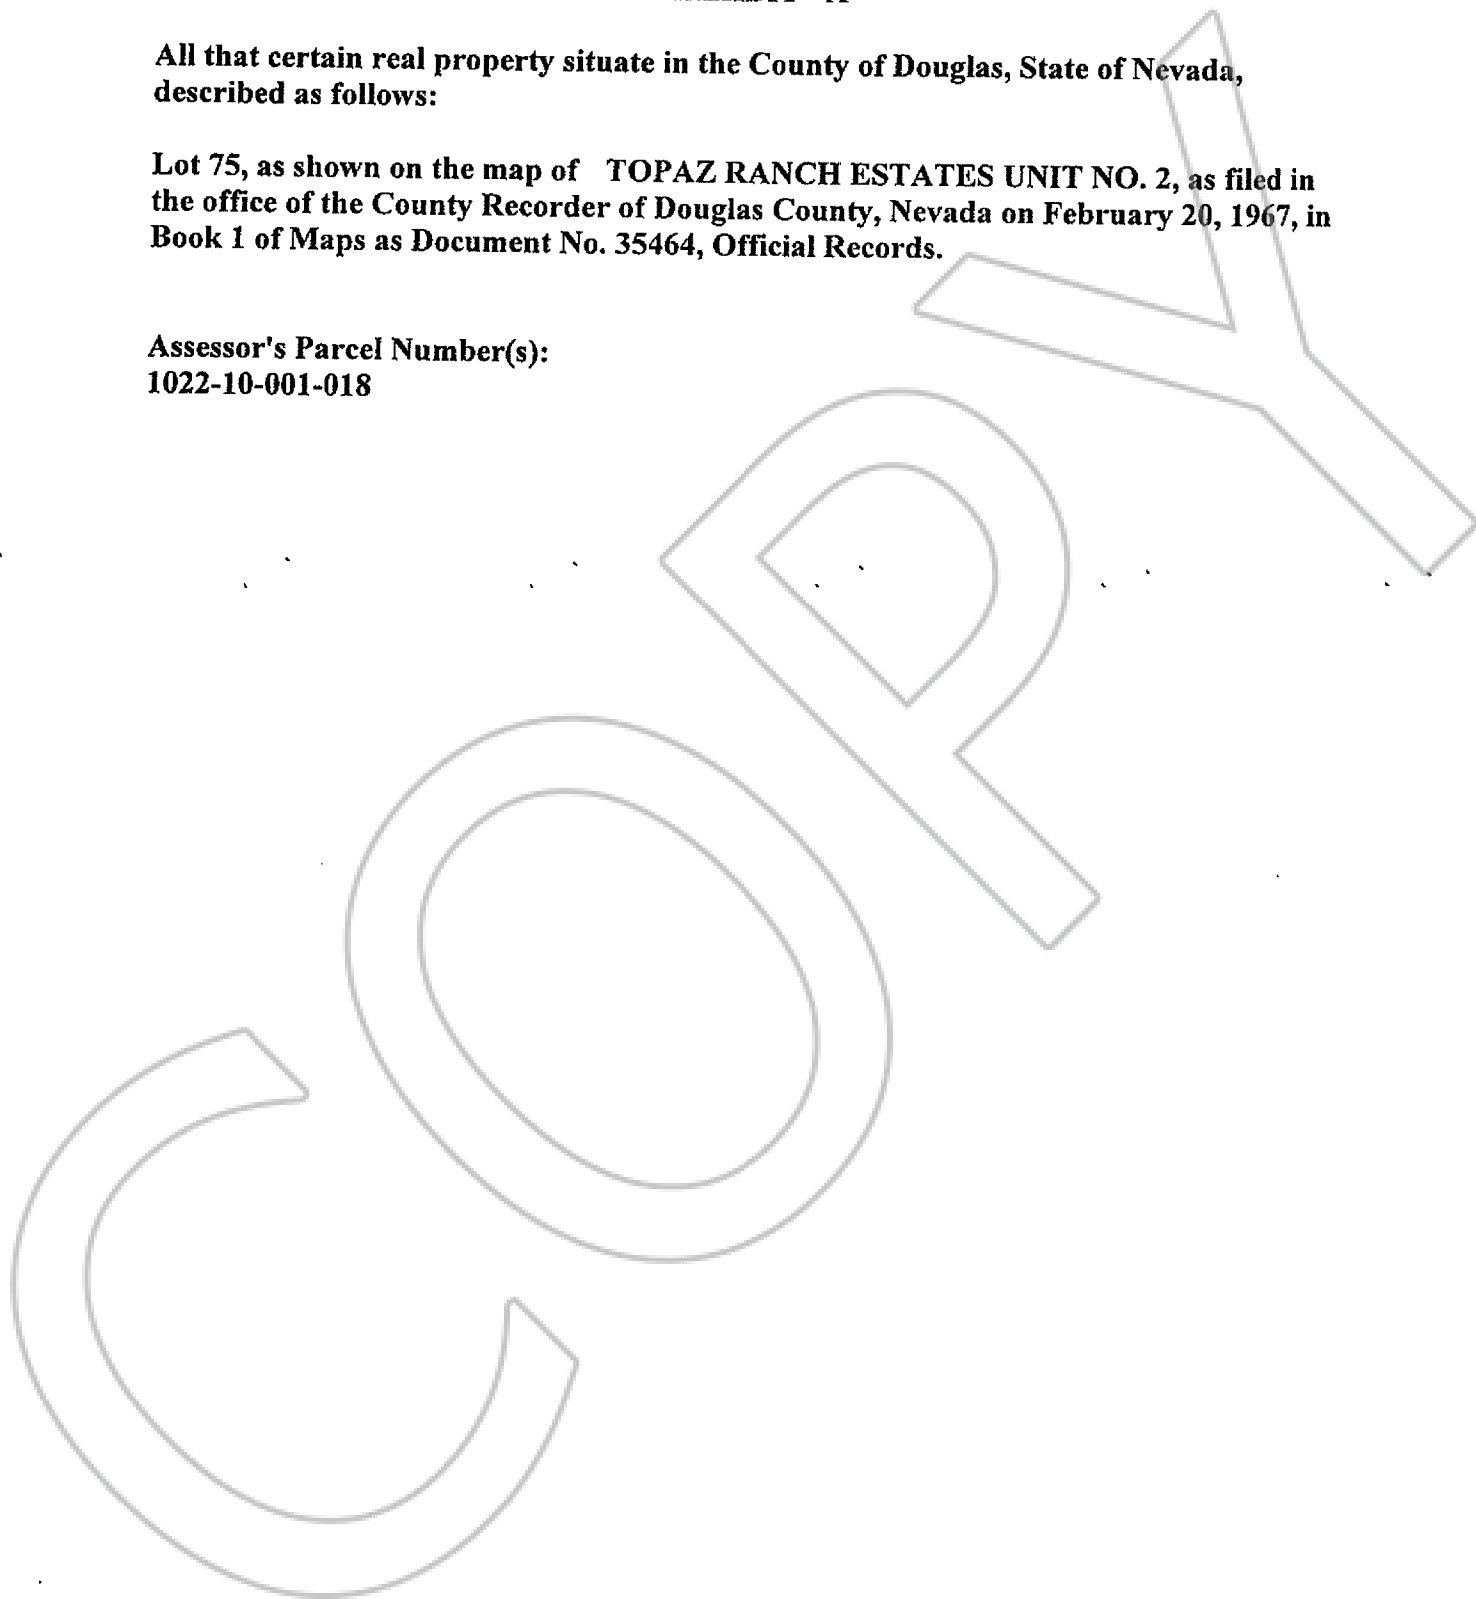 All that certain real property situate in the County of Douglas, State of Nevada,
described as follows:
Lot 75, as shown on the map of TOPAZ RANCH ESTATES UNIT NO. 2, as filed in
the office of the County Recorder of Douglas County, Nevada on February 20, 1967, in
Book 1 of Maps as Document No. 35464, Official Records.
Assessor's Parcel Number(s):
1022-10-001-018
COPY